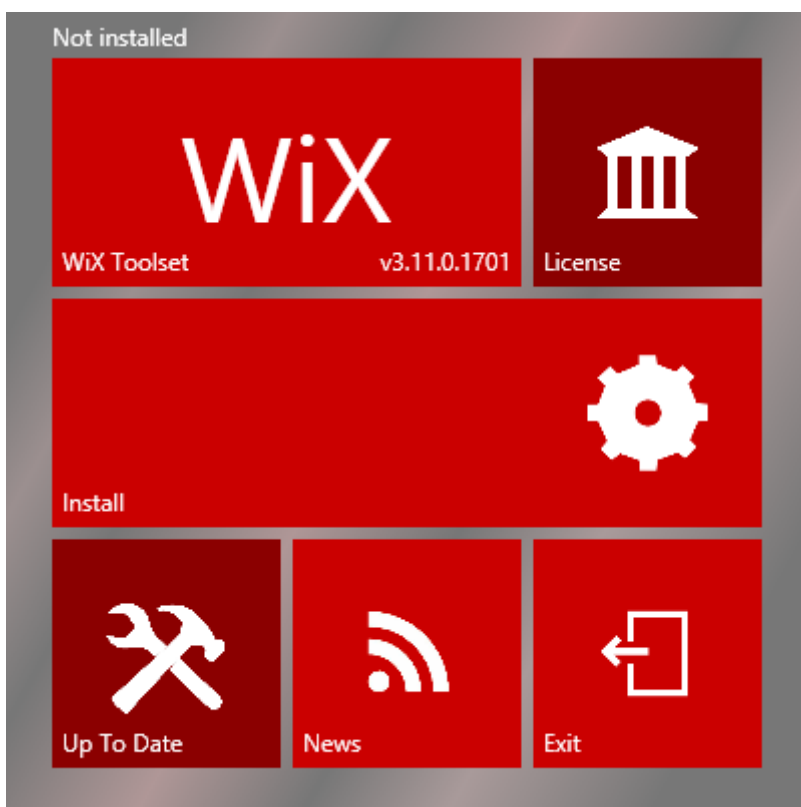 Not installed
WiX
WiX Toolset v3.11.0.1701
License
Install
Up To Date
News
Exit